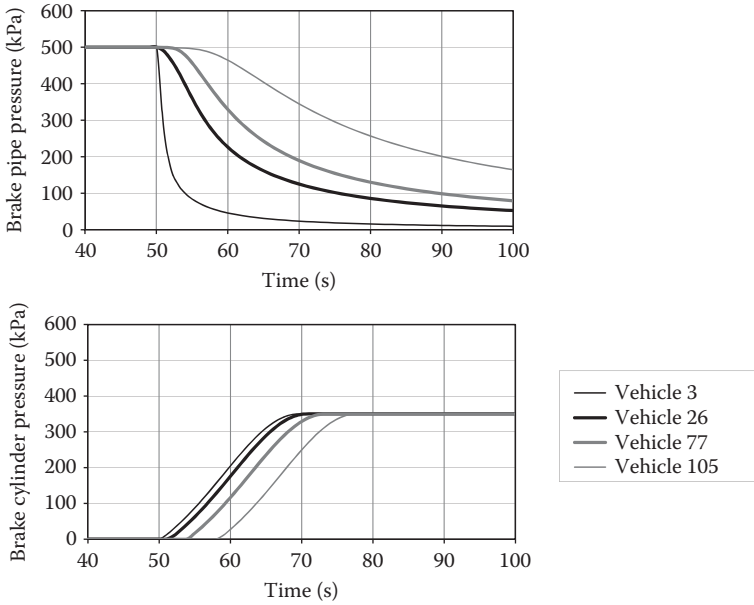 Brake pipe pressure (kPa)
600
500
400
300
200
100
0
40 50 60 70 80 90 100
Time (s)
Brake cylinder pressure (kPa)
600
500
400
300
200
100
0
40 50 60 70 80 90 100
Time (s)
Vehicle 3
Vehicle 26
Vehicle 77
Vehicle 105